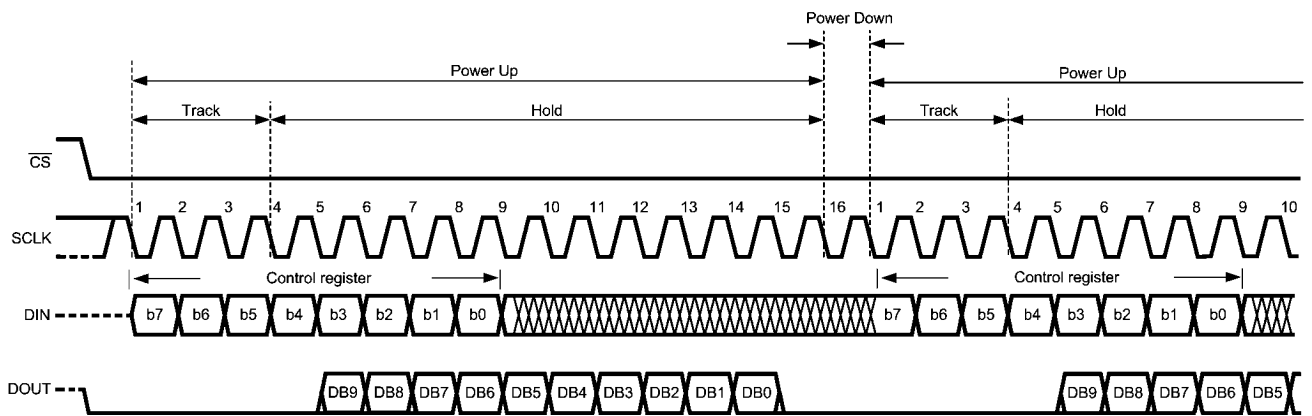 Power Down
Power Up Power Up
Track Hold Track Hold
CS
1 2 3 4 5 6 7 8 9 10 11 12 13 14 15 16 1 2 3 4 5 6 7 8 9 10
SCLK
Control register Control register
DIN b7 b6 b5 b4 b3 b2 b1 b0 b7 b6 b5 b4 b3 b2 b1 b0
DOUT DB9 DB8 DB7 DB6 DB5 DB4 DB3 DB2 DB1 DB0 DB9 DB8 DB7 DB6 DB5